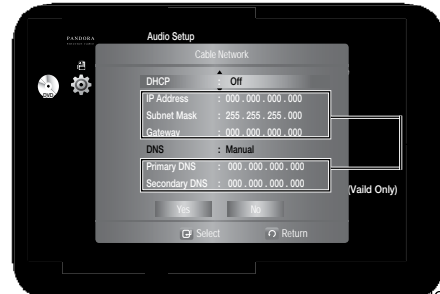 PANDORA
Audio Setup
Cable Network
DHCP : Off
IP Address : 000 . 000 . 000 . 000
Subnet Mask : 255 . 255 . 255 . 000
Gateway : 000 . 000 . 000 . 000
DNS : Manual
Primary DNS : 000 . 000 . 000 . 000
Secondary DNS : 000 . 000 . 000 . 000
(Vaild Only)
Yes No
Select Return
DVD